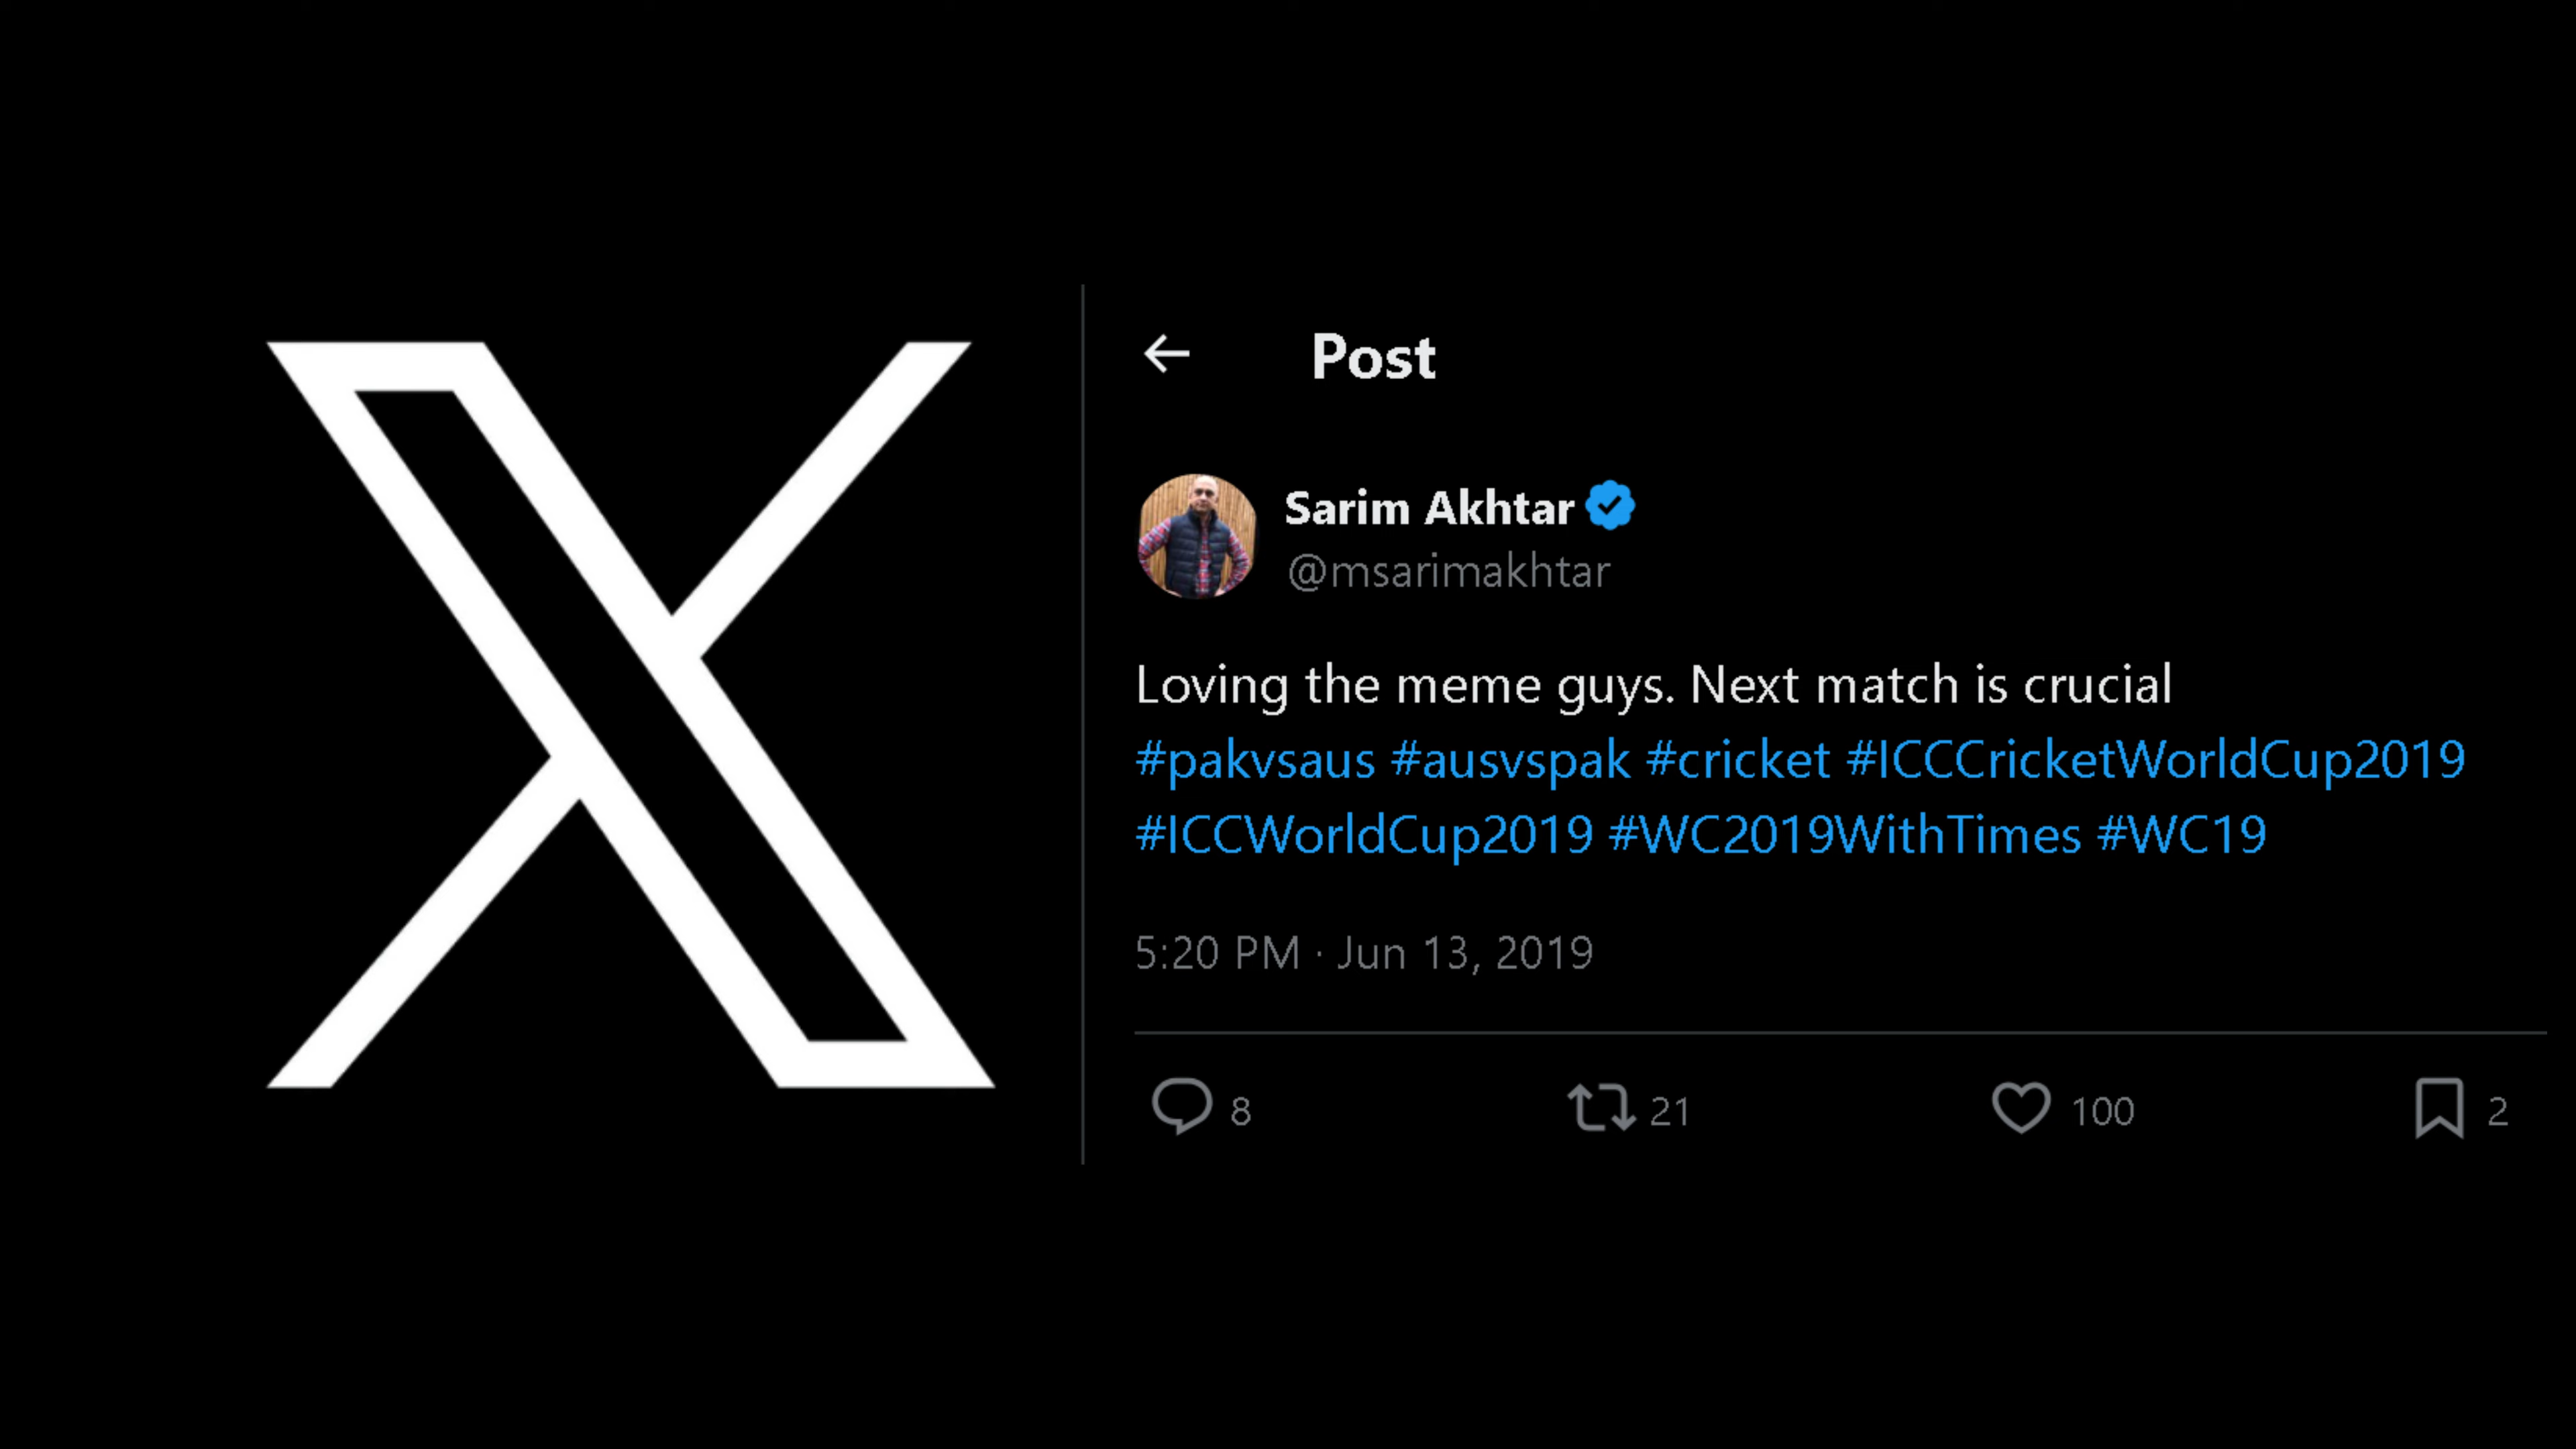 Post
Sarim Akhtar
@msarimakhtar
Loving the meme guys. Next match is crucial
#pakvsaus #ausvspak #cricket #ICCCricketWorldCup2019
#ICCWorldCup2019 #WC2019WithTimes #WC19
5:20 PM · Jun 13, 2019
8 21 100 2